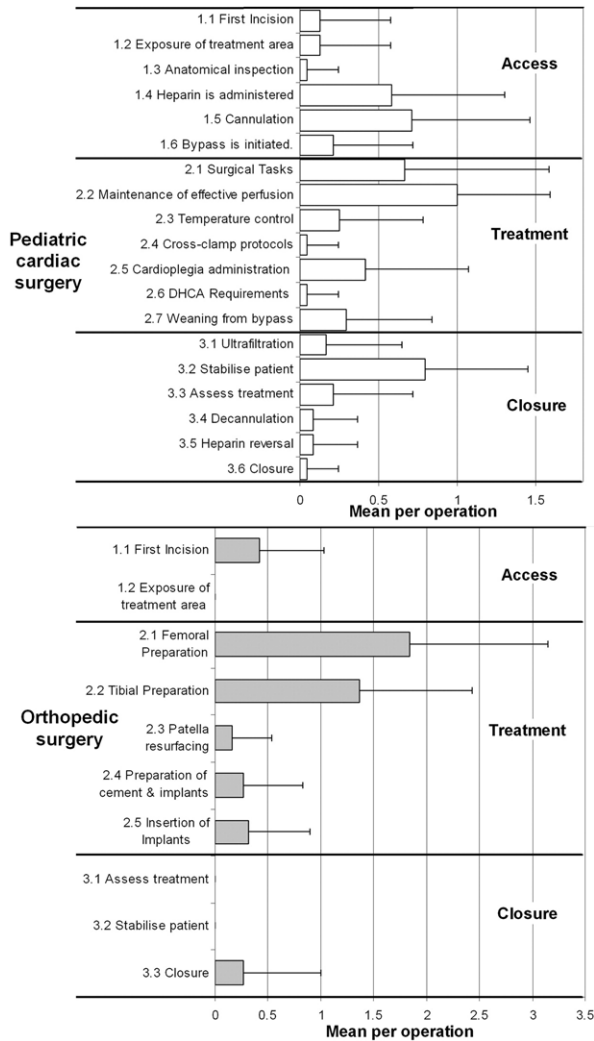 1.1 First Incision
1.2 Exposure of treatment area
1.3 Anatomical inspection
Access
1.4 Heparin is administered
1.5 Cannulation
1.6 Bypass is initiated.
2.1 Surgical Tasks
2.2 Maintenance of effective perfusion
2.3 Temperature control
Pediatric
cardiac
surgery
Treatment
2.4 Cross-clamp protocols
2.5 Cardioplegia administration
2.6 DHCA Requirements
2.7 Weaning from bypass
3.1 Ultrafiltration
3.2 Stabilise patient
3.3 Assess treatment
Closure
3.4 Decannulation
3.5 Heparin reversal
3.6 Closure
0 0.5 1 1.5
Mean per operation
1.1 First Incision
Access
1.2 Exposure of
treatment area
2.1 Femoral
Preparation
2.2 Tibial Preparation
Orthopedic
surgery
Treatment
2.3 Patella
resurfacing
2.4 Preparation of
cement & implants
2.5 Insertion of
Implants
3.1 Assess treatment
Closure
3.2 Stabilise patient
3.3 Closure
0 0.5 1 1.5 2 2.5 3 3.5
Mean per operation